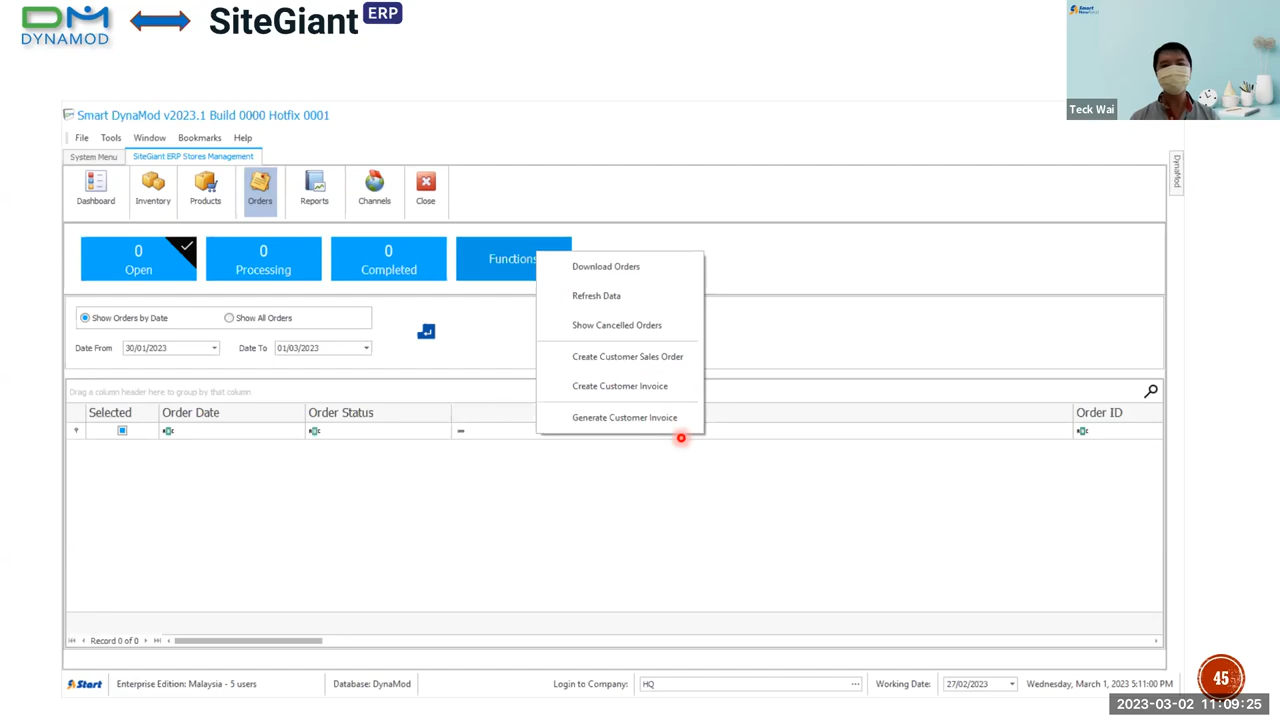 DM
DYNAMOD
SiteGiant ERP
Smart
Teck Wai
Smart DynaMod v2023.1 Build 0000 Hotfix 0001
File Tools Window Bookmarks Help
System Menu SiteGiant ERP Stores Management
DynaMod
Dashboard Inventory Products Orders Reports Channels Close
0 0 0
Open Processing Completed Functions
Download Orders
Refresh Data
Show Cancelled Orders
Create Customer Sales Order
Create Customer Invoice
Generate Customer Invoice
Show Orders by Date Show All Orders
Date From 30/01/2023 Date To 01/03/2023
Drag a column header here to group by that column
Selected Order Date Order Status Order ID
Record 0 of 0
Start Enterprise Edition: Malaysia - 5 users Database: DynaMod Login to Company: HQ Working Date: 27/02/2023 Wednesday, March 1, 2023 5:11:00 PM
45
2023-03-02 11:09:25